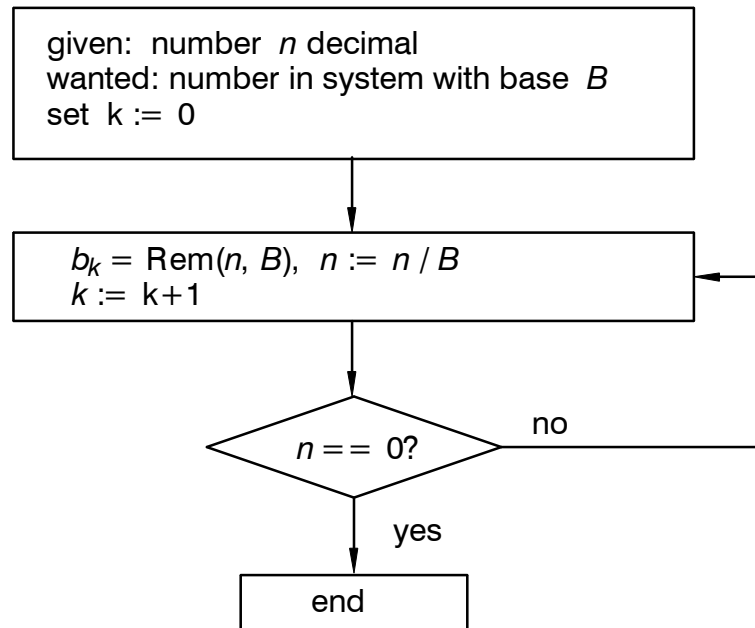 given: number n decimal
wanted: number in system with base B
set k := 0
b_k = Rem(n, B), n := n / B
k := k+1
n == 0?
no
yes
end